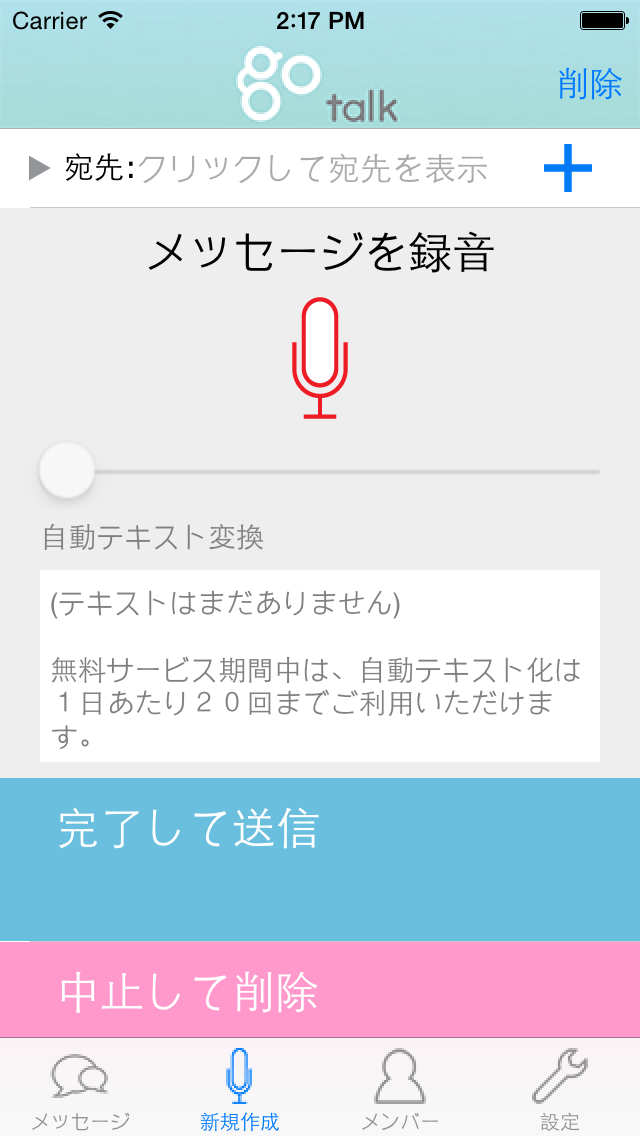 Carrier 2:17 PM
go talk 削除
宛先:クリックして宛先を表示
メッセージを録音
自動テキスト変換
(テキストはまだありません)
無料サービス期間中は、自動テキスト化は
１日あたり２０回までご利用いただけま
す。
完了して送信
中止して削除
メッセージ 新規作成 メンバー 設定